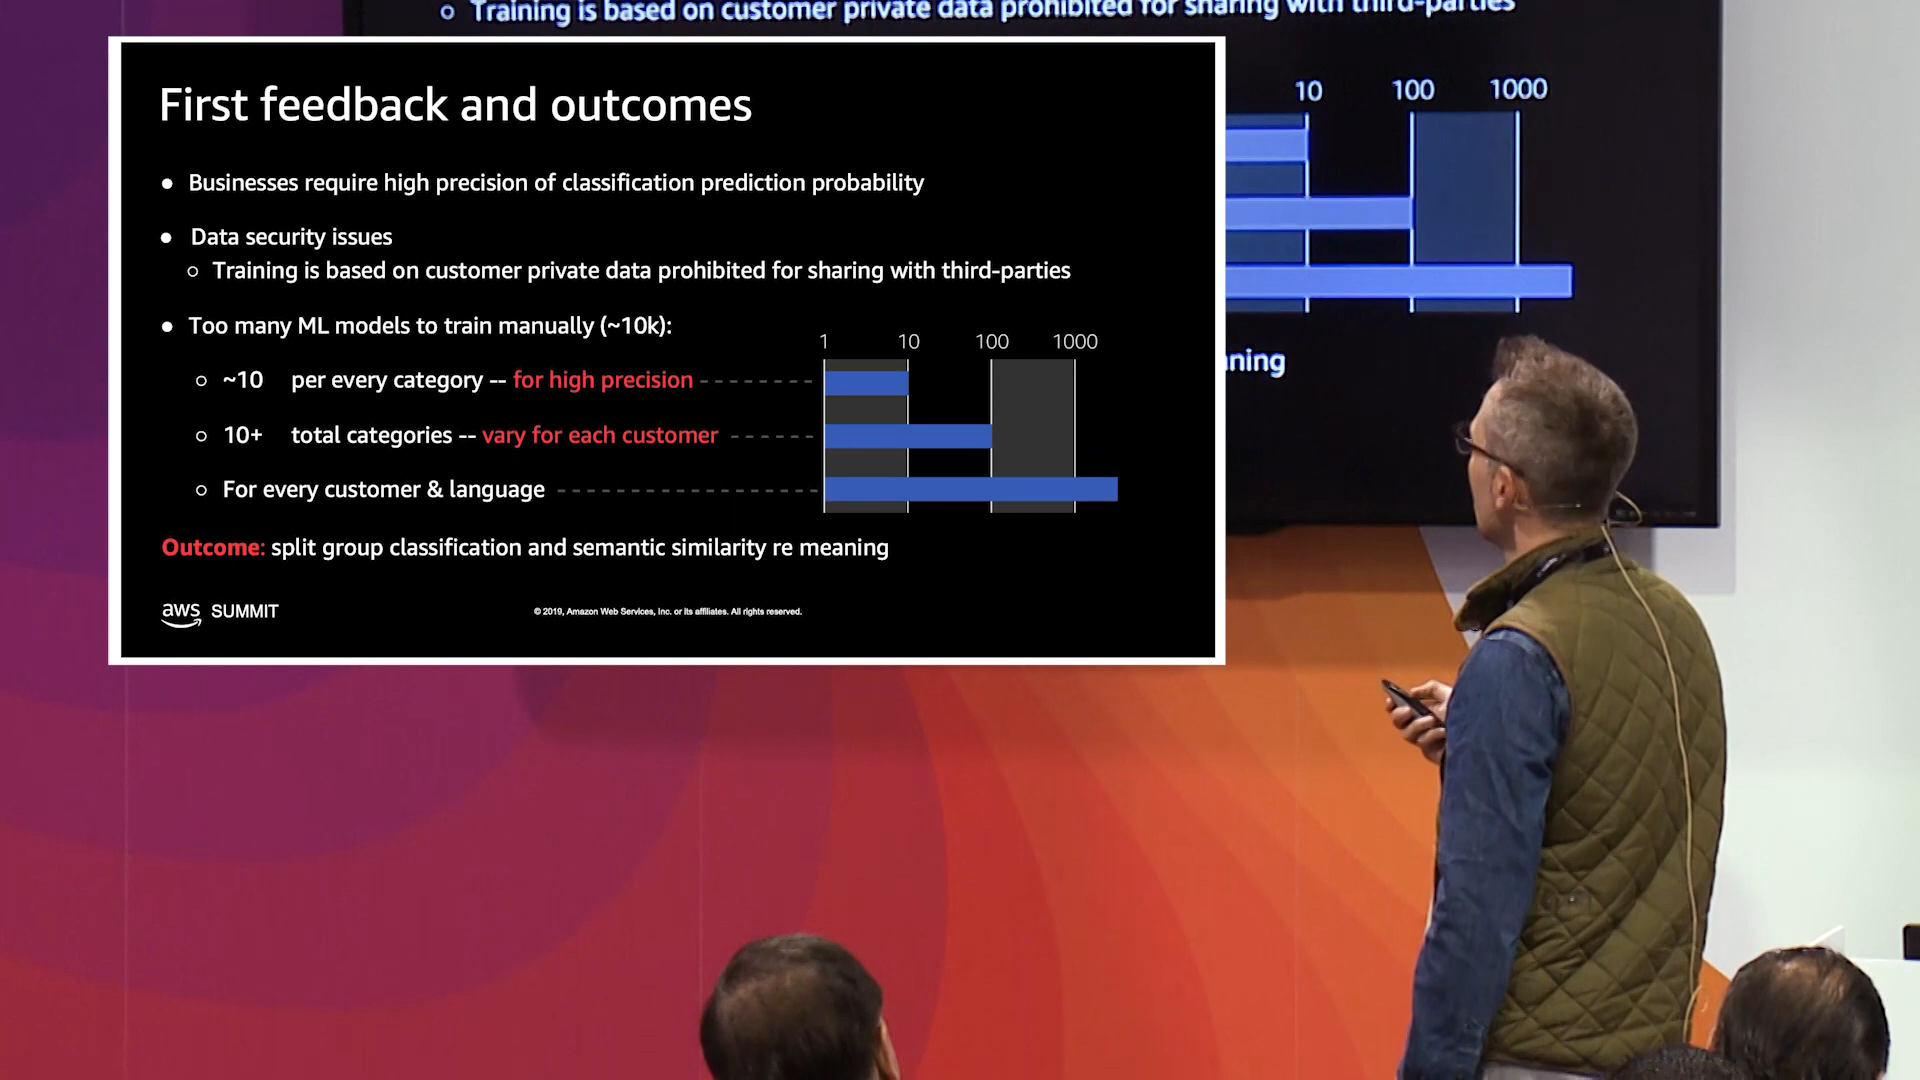 Training is based on customer private data prohibited for sharing with third-parties
10 100 1000
ning
First feedback and outcomes
● Businesses require high precision of classification prediction probability
● Data security issues
○ Training is based on customer private data prohibited for sharing with third-parties
● Too many ML models to train manually (~10k):
1 10 100 1000
○ ~10 per every category -- for high precision
○ 10+ total categories -- vary for each customer
○ For every customer & language
Outcome: split group classification and semantic similarity re meaning
aws SUMMIT
© 2019, Amazon Web Services, Inc. or its affiliates. All rights reserved.